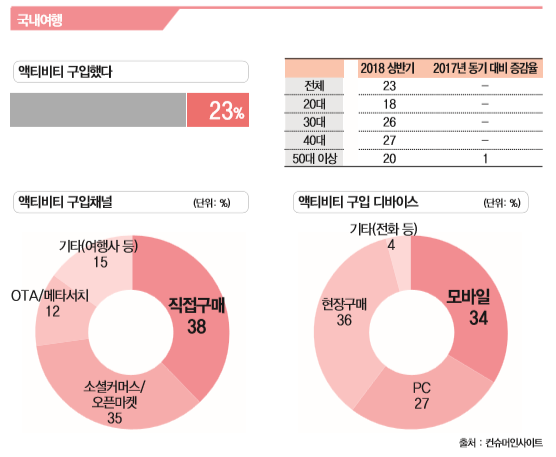 국내여행
액티비티 구입했다
23%
2018 상반기 2017년 동기 대비 증감율
전체 23 –
20대 18 –
30대 26 –
40대 27 –
50대 이상 20 1
액티비티 구입채널 (단위: %)
기타(여행사 등)
15
OTA/메타서치
12
직접구매
38
소셜커머스/
오픈마켓
35
액티비티 구입 디바이스 (단위: %)
기타(전화 등)
4
현장구매
36
모바일
34
PC
27
출처 : 컨슈머인사이트